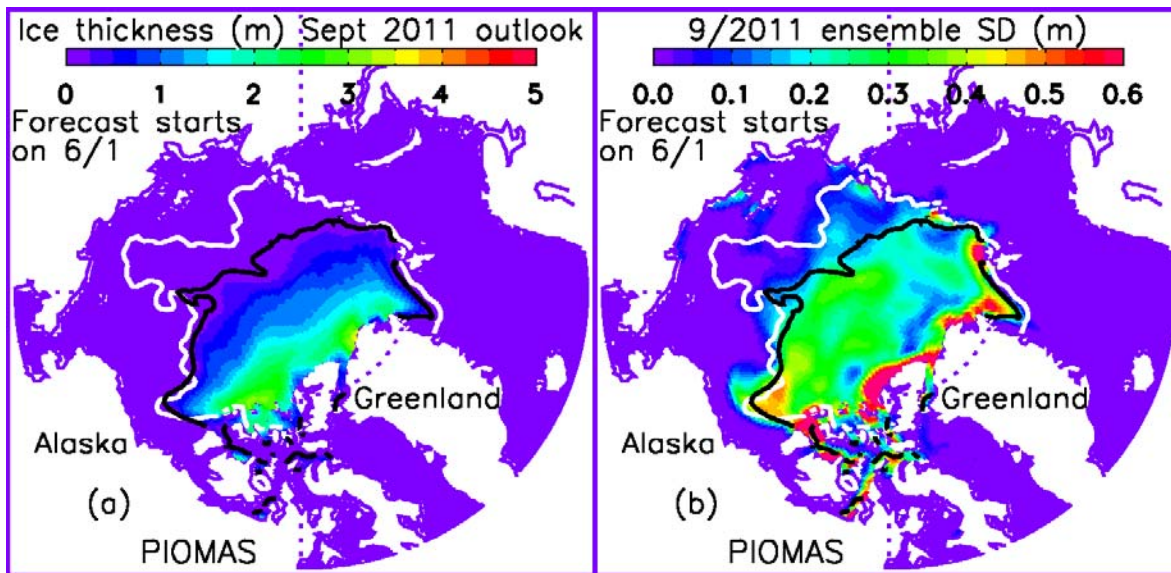 Ice thickness (m) Sept 2011 outlook
0 1 2 3 4 5
Forecast starts
on 6/1
Greenland
Alaska
(a)
PIOMAS
9/2011 ensemble SD (m)
0.0 0.1 0.2 0.3 0.4 0.5 0.6
Forecast starts
on 6/1
Greenland
Alaska
(b)
PIOMAS